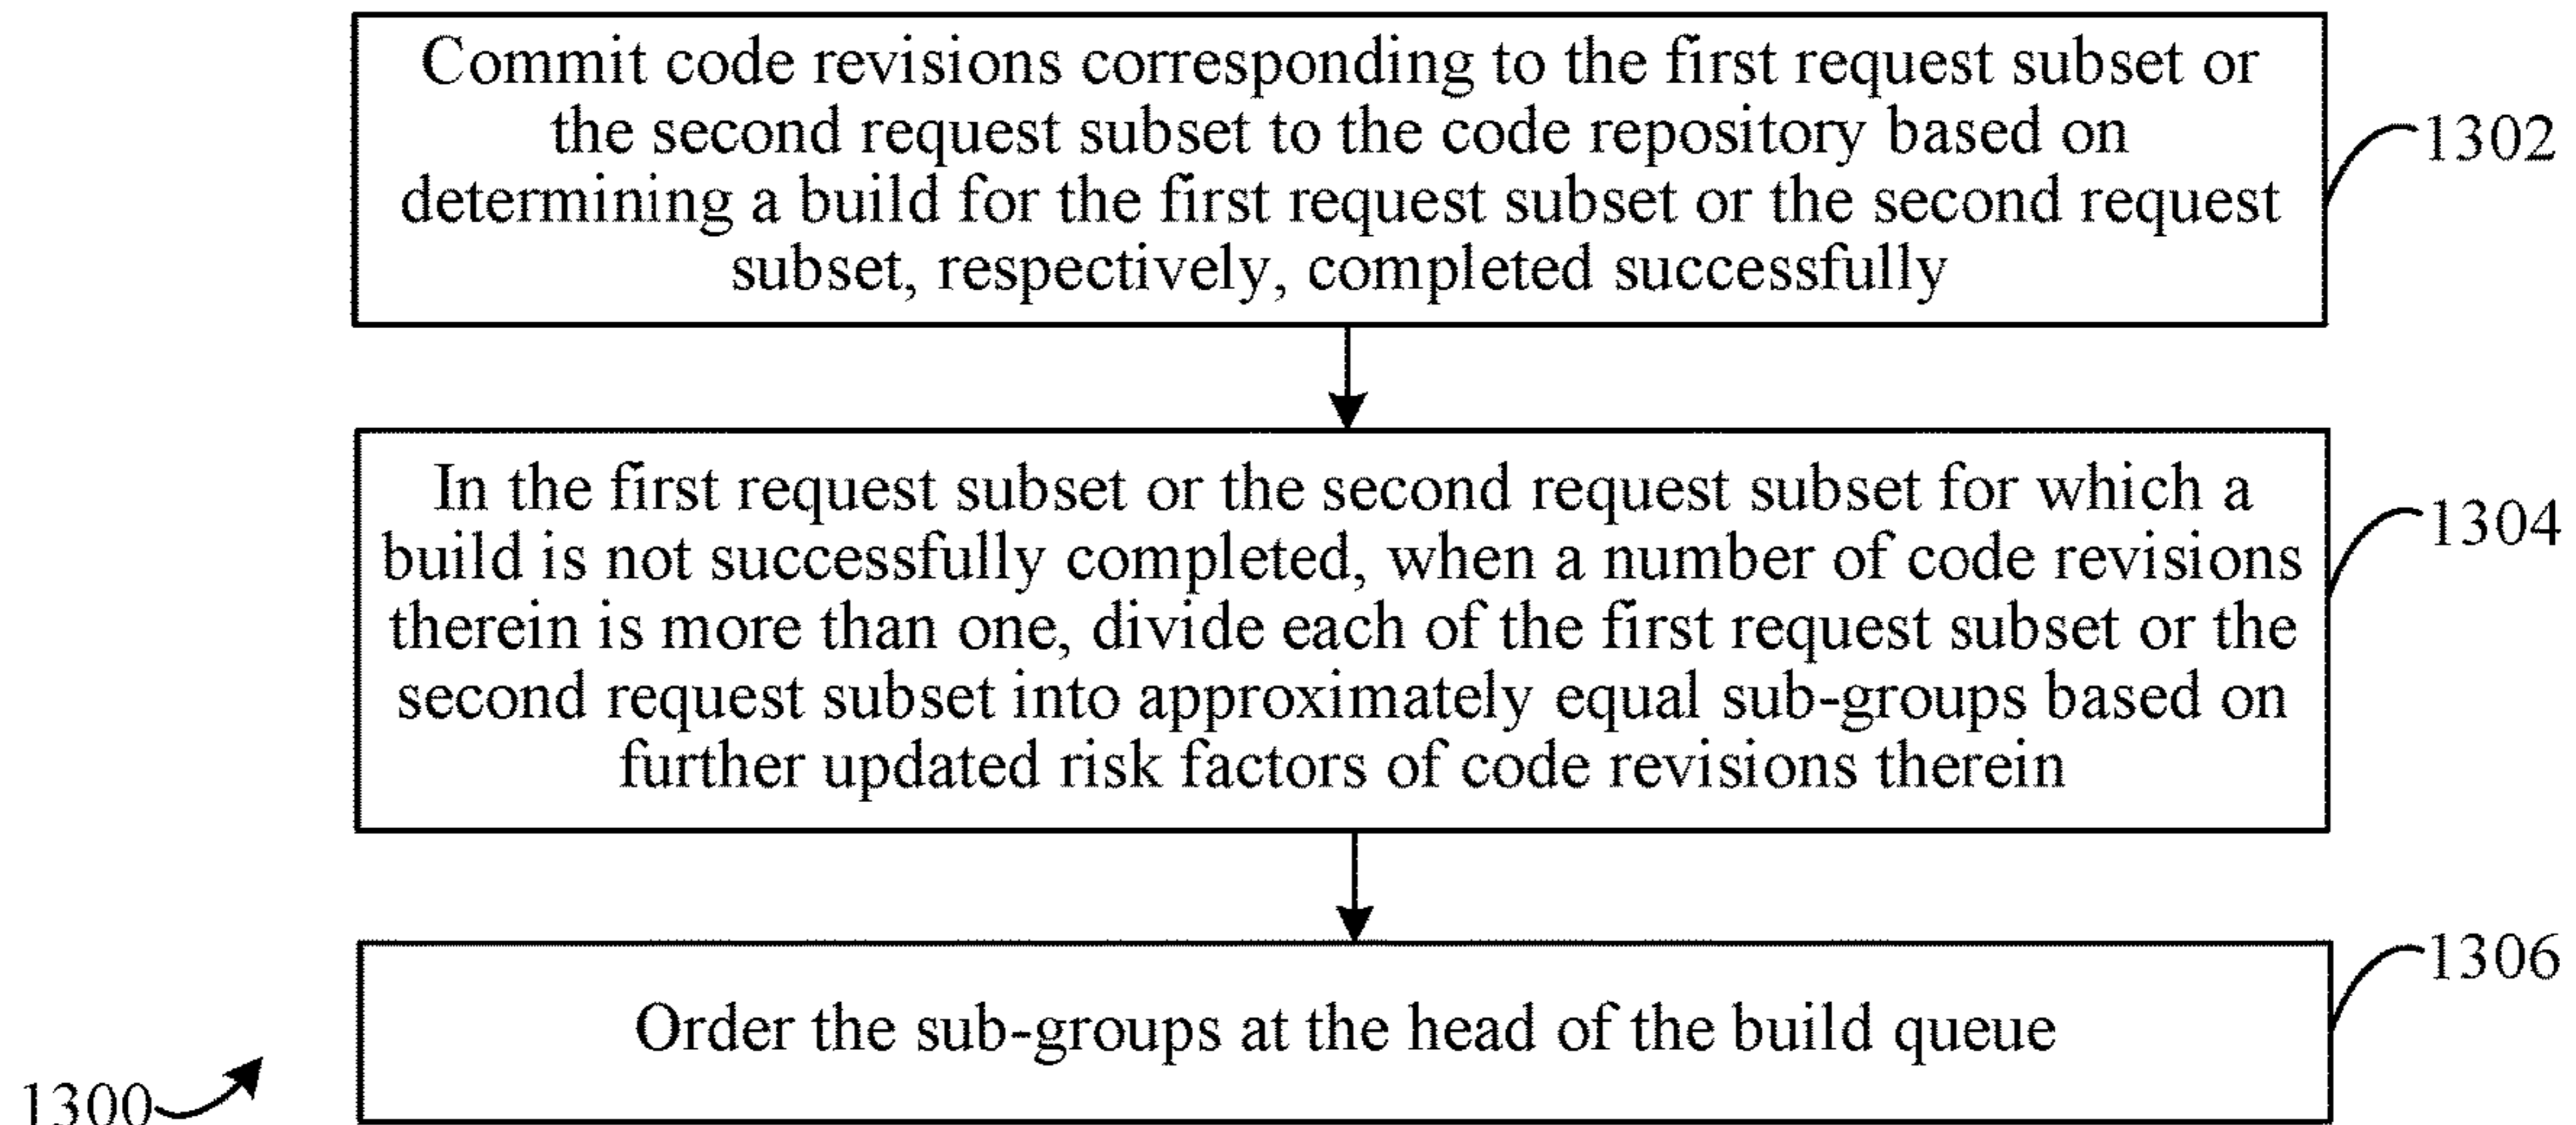 Commit code revisions corresponding to the first request subset or
the second request subset to the code repository based on
determining a build for the first request subset or the second request
subset, respectively, completed successfully
1302
In the first request subset or the second request subset for which a
build is not successfully completed, when a number of code revisions
therein is more than one, divide each of the first request subset or the
second request subset into approximately equal sub-groups based on
further updated risk factors of code revisions therein
1304
Order the sub-groups at the head of the build queue
1306
1300